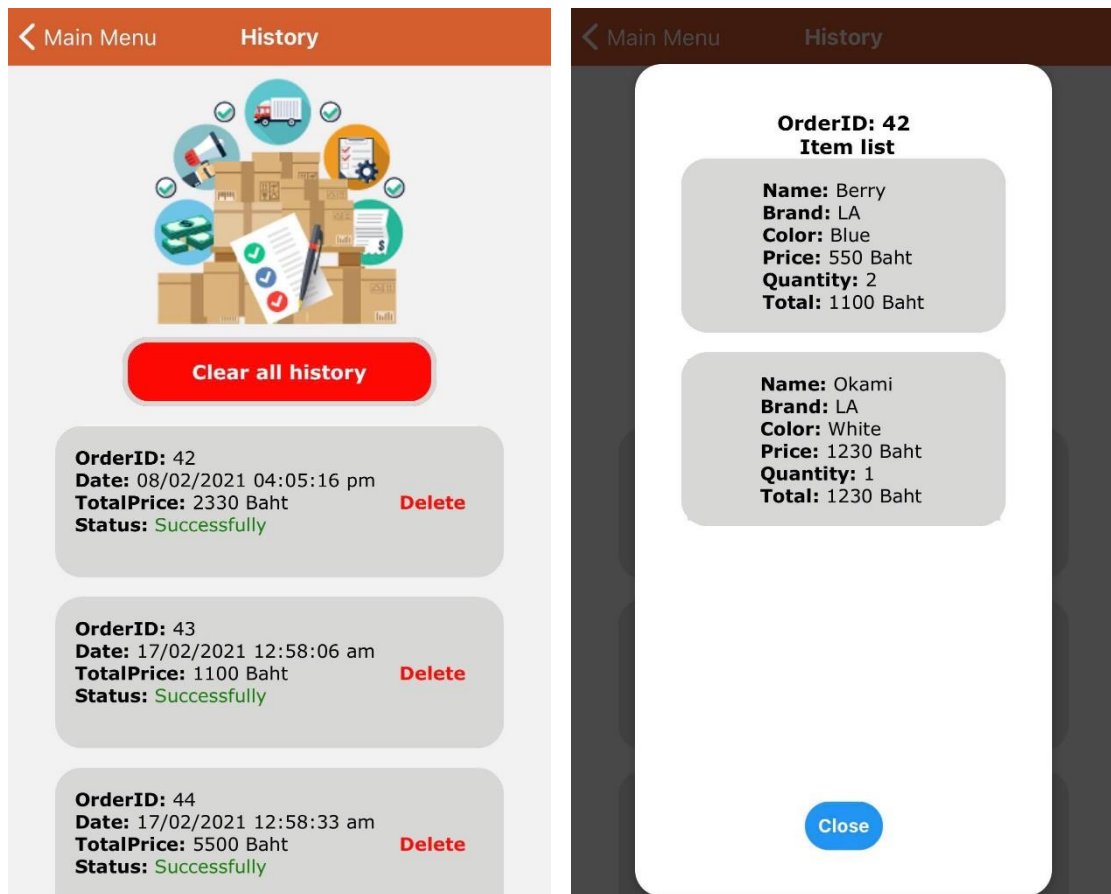 Main Menu
History
Clear all history
OrderID: 42
Date: 08/02/2021 04:05:16 pm
TotalPrice: 2330 Baht
Delete
Status: Successfully
OrderID: 43
Date: 17/02/2021 12:58:06 am
TotalPrice: 1100 Baht
Delete
Status: Successfully
OrderID: 44
Date: 17/02/2021 12:58:33 am
TotalPrice: 5500 Baht
Delete
Status: Successfully
Main Menu
History
OrderID: 42
Item list
Name: Berry
Brand: LA
Color: Blue
Price: 550 Baht
Quantity: 2
Total: 1100 Baht
Name: Okami
Brand: LA
Color: White
Price: 1230 Baht
Quantity: 1
Total: 1230 Baht
Close